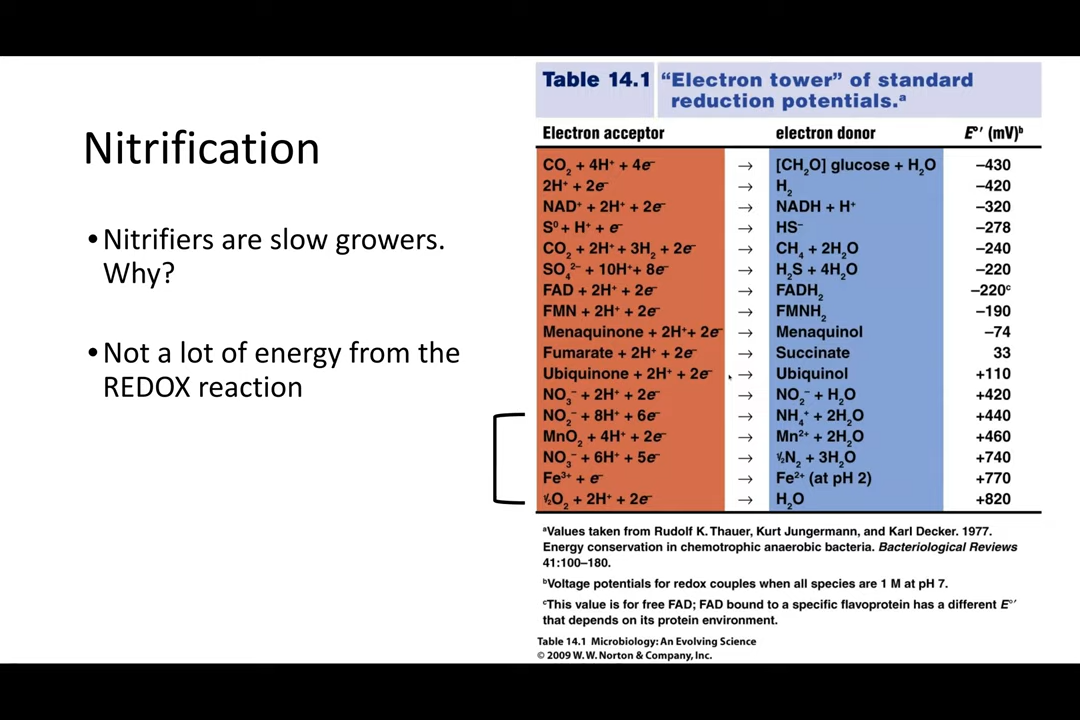 Nitrification
•Nitrifiers are slow growers.
Why?
•Not a lot of energy from the
REDOX reaction
Table 14.1 "Electron tower" of standard
reduction potentials.ᵃ
Electron acceptor electron donor E°′ (mV)ᵇ
CO₂ + 4H⁺ + 4e⁻ → [CH₂O] glucose + H₂O –430
2H⁺ + 2e⁻ → H₂ –420
NAD⁺ + 2H⁺ + 2e⁻ → NADH + H⁺ –320
S⁰ + H⁺ + e⁻ → HS⁻ –278
CO₂ + 2H⁺ + 3H₂ + 2e⁻ → CH₄ + 2H₂O –240
SO₄²⁻ + 10H⁺ + 8e⁻ → H₂S + 4H₂O –220
FAD + 2H⁺ + 2e⁻ → FADH₂ –220ᶜ
FMN + 2H⁺ + 2e⁻ → FMNH₂ –190
Menaquinone + 2H⁺ + 2e⁻ → Menaquinol –74
Fumarate + 2H⁺ + 2e⁻ → Succinate 33
Ubiquinone + 2H⁺ + 2e⁻ → Ubiquinol +110
NO₃⁻ + 2H⁺ + 2e⁻ → NO₂⁻ + H₂O +420
NO₂⁻ + 8H⁺ + 6e⁻ → NH₄⁺ + 2H₂O +440
MnO₂ + 4H⁺ + 2e⁻ → Mn²⁺ + 2H₂O +460
NO₃⁻ + 6H⁺ + 5e⁻ → ½N₂ + 3H₂O +740
Fe³⁺ + e⁻ → Fe²⁺ (at pH 2) +770
½O₂ + 2H⁺ + 2e⁻ → H₂O +820
ᵃValues taken from Rudolf K. Thauer, Kurt Jungermann, and Karl Decker. 1977.
Energy conservation in chemotrophic anaerobic bacteria. Bacteriological Reviews
41:100–180.
ᵇVoltage potentials for redox couples when all species are 1 M at pH 7.
ᶜThis value is for free FAD; FAD bound to a specific flavoprotein has a different E°′
that depends on its protein environment.
Table 14.1 Microbiology: An Evolving Science
© 2009 W. W. Norton & Company, Inc.